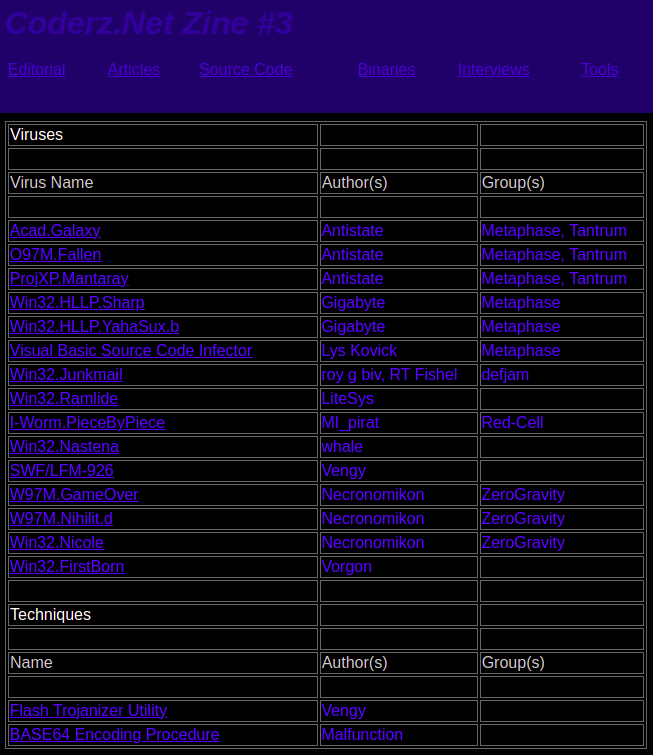 Coderz.Net Zine #3
Editorial Articles Source Code Binaries Interviews Tools
Viruses
Virus Name Author(s) Group(s)
Acad.Galaxy Antistate Metaphase, Tantrum
O97M.Fallen Antistate Metaphase, Tantrum
ProjXP.Mantaray Antistate Metaphase, Tantrum
Win32.HLLP.Sharp Gigabyte Metaphase
Win32.HLLP.YahaSux.b Gigabyte Metaphase
Visual Basic Source Code Infector Lys Kovick Metaphase
Win32.Junkmail roy g biv, RT Fishel defjam
Win32.Ramlide LiteSys
I-Worm.PieceByPiece MI_pirat Red-Cell
Win32.Nastena whale
SWF/LFM-926 Vengy
W97M.GameOver Necronomikon ZeroGravity
W97M.Nihilit.d Necronomikon ZeroGravity
Win32.Nicole Necronomikon ZeroGravity
Win32.FirstBorn Vorgon
Techniques
Name Author(s) Group(s)
Flash Trojanizer Utility Vengy
BASE64 Encoding Procedure Malfunction